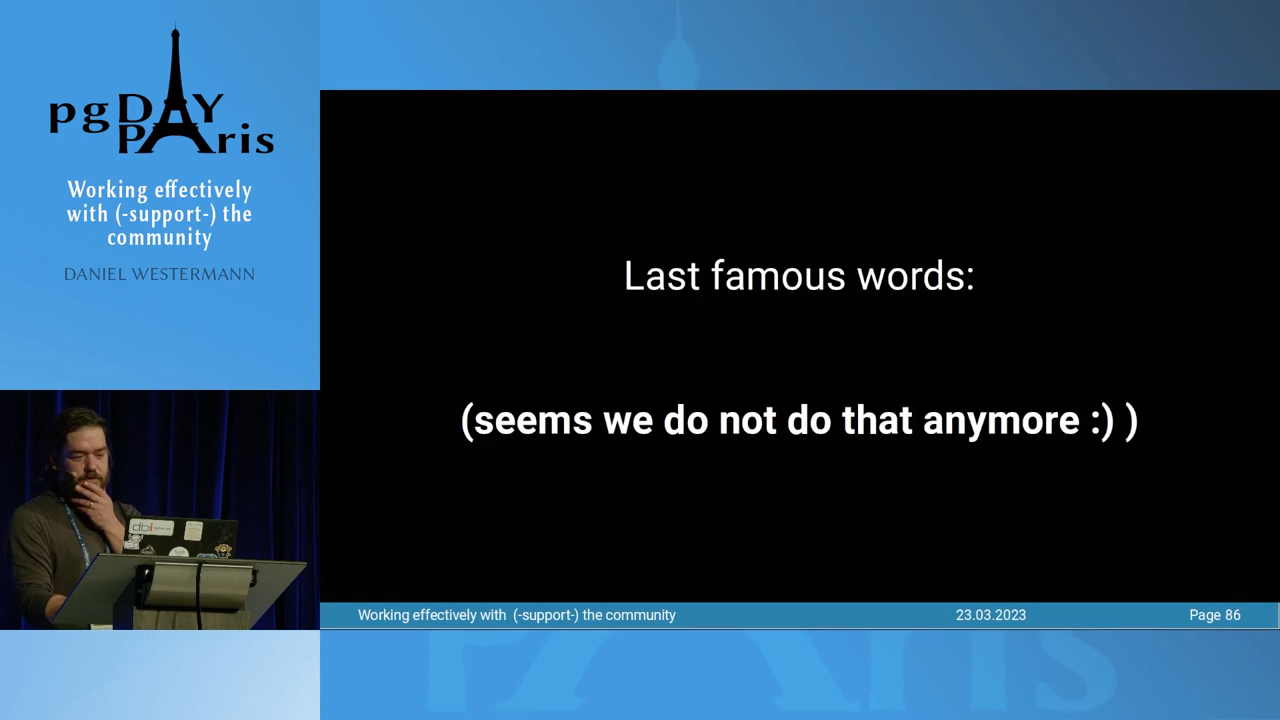 pgDAY
PAris
Working effectively
with (-support-) the
community
DANIEL WESTERMANN
dbi
Last famous words:
(seems we do not do that anymore :) )
Working effectively with (-support-) the community
23.03.2023
Page 86